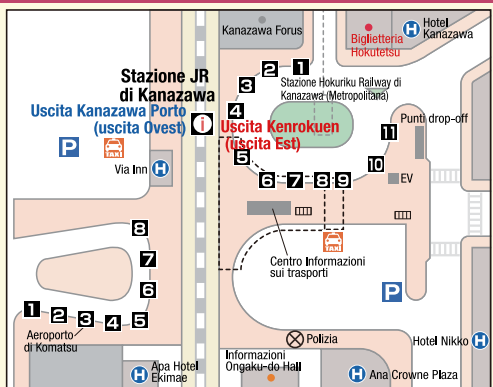 Kanazawa Forus
Hotel
Kanazawa
H
Biglietteria
Hokutetsu
Stazione JR
di Kanazawa
Stazione Hokuriku Railway di
Kanazawa (Metropolitana)
Uscita Kanazawa Porto
(uscita Ovest)
i
Uscita Kenrokuen
(uscita Est)
1
2
3
4
5
6
7
8
9
10
11
Punti drop-off
EV
P
TAXI
Via Inn
H
Centro Informazioni
sui trasporti
TAXI
P
8
7
6
5
4
3
2
1
Aeroporto
di Komatsu
Polizia
Hotel Nikko
H
H
Apa Hotel
Ekimae
Informazioni
Ongaku-do Hall
H
Ana Crowne Plaza